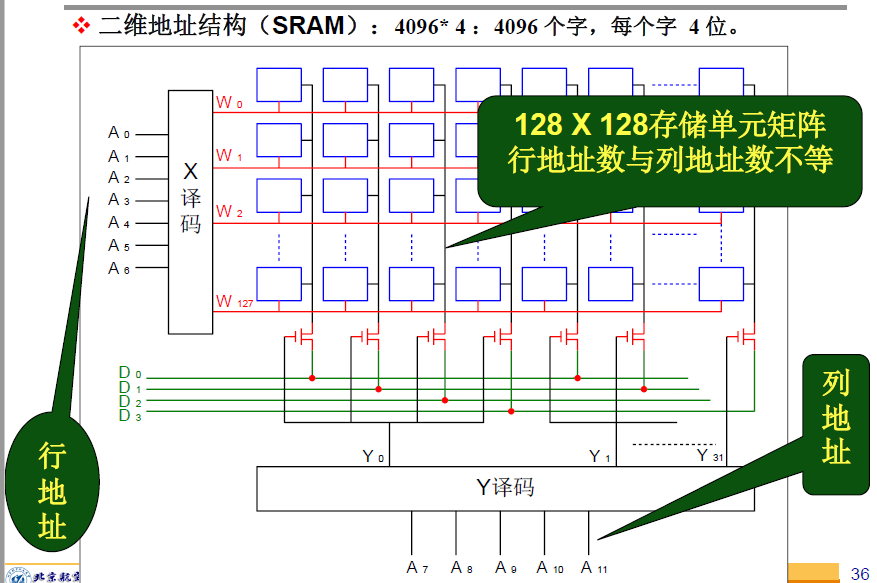 二维地址结构（SRAM）：4096* 4：4096 个字，每个字 4 位。
128 X 128存储单元矩阵
行地址数与列地址数不等
W 0
A 0
A 1
A 2
A 3
A 4
A 5
A 6
X
译
码
W 1
W 2
W 127
D 0
D 1
D 2
D 3
列
地
址
行
地
址
Y 0
Y 1
Y 31
Y译码
A 7
A 8
A 9
A 10
A 11
北京航
36